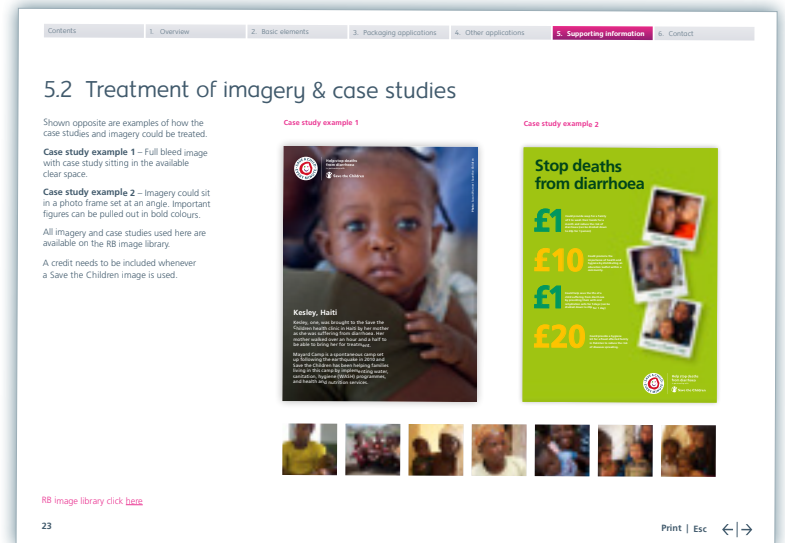 Contents
1. Overview
2. Basic elements
3. Packaging applications
4. Other applications
5. Supporting information
6. Contact
5.2 Treatment of imagery & case studies
Shown opposite are examples of how the
case studies and imagery could be treated.
Case study example 1 – Full bleed image
with case study sitting in the available
clear space.
Case study example 2 – Imagery could sit
in a photo frame set at an angle. Important
figures can be pulled out in bold colours.
All imagery and case studies used here are
available on the RB image library.
A credit needs to be included whenever
a Save the Children image is used.
Case study example 1
Help stop deaths
from diarrhoea
Save the Children
Kesley, Haiti
Kesley, one, was brought to the Save the
Children health clinic in Haiti by her mother
as she was suffering from diarrhoea. Her
mother walked over an hour and a half to
be able to bring her for treatment.
Mayard Camp is a spontaneous camp set
up following the earthquake in 2010 and
Save the Children has been helping families
living in this camp by implementing water,
sanitation, hygiene (WASH) programmes,
and health and nutrition services.
Case study example 2
Stop deaths
from diarrhoea
£1
£10
£1
£20
Help stop deaths
from diarrhoea
Save the Children
RB image library click here
23
Print | Esc